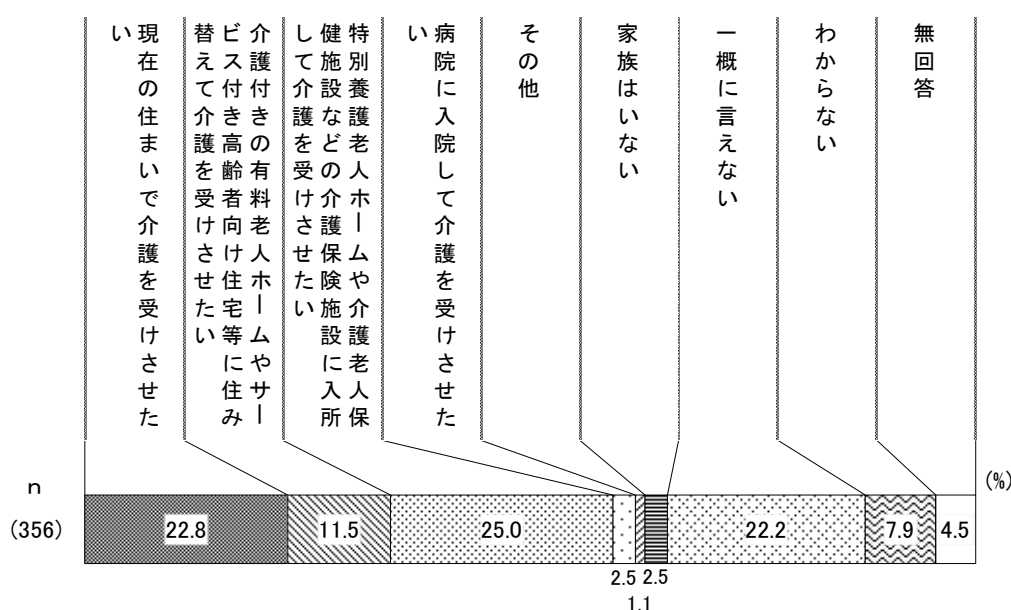 現在の住まいで介護を受けさせた
い
介護付きの有料老人ホームやサー
ビス付き高齢者向け住宅等に住み
替えて介護を受けさせたい
特別養護老人ホームや介護老人保
健施設などの介護保険施設に入所
して介護を受けさせたい
病院に入院して介護を受けさせた
い
その他
家族はいない
一概に言えない
わからない
無回答
(%)
n
(356)
22.8
11.5
25.0
2.5
1.1
2.5
22.2
7.9
4.5